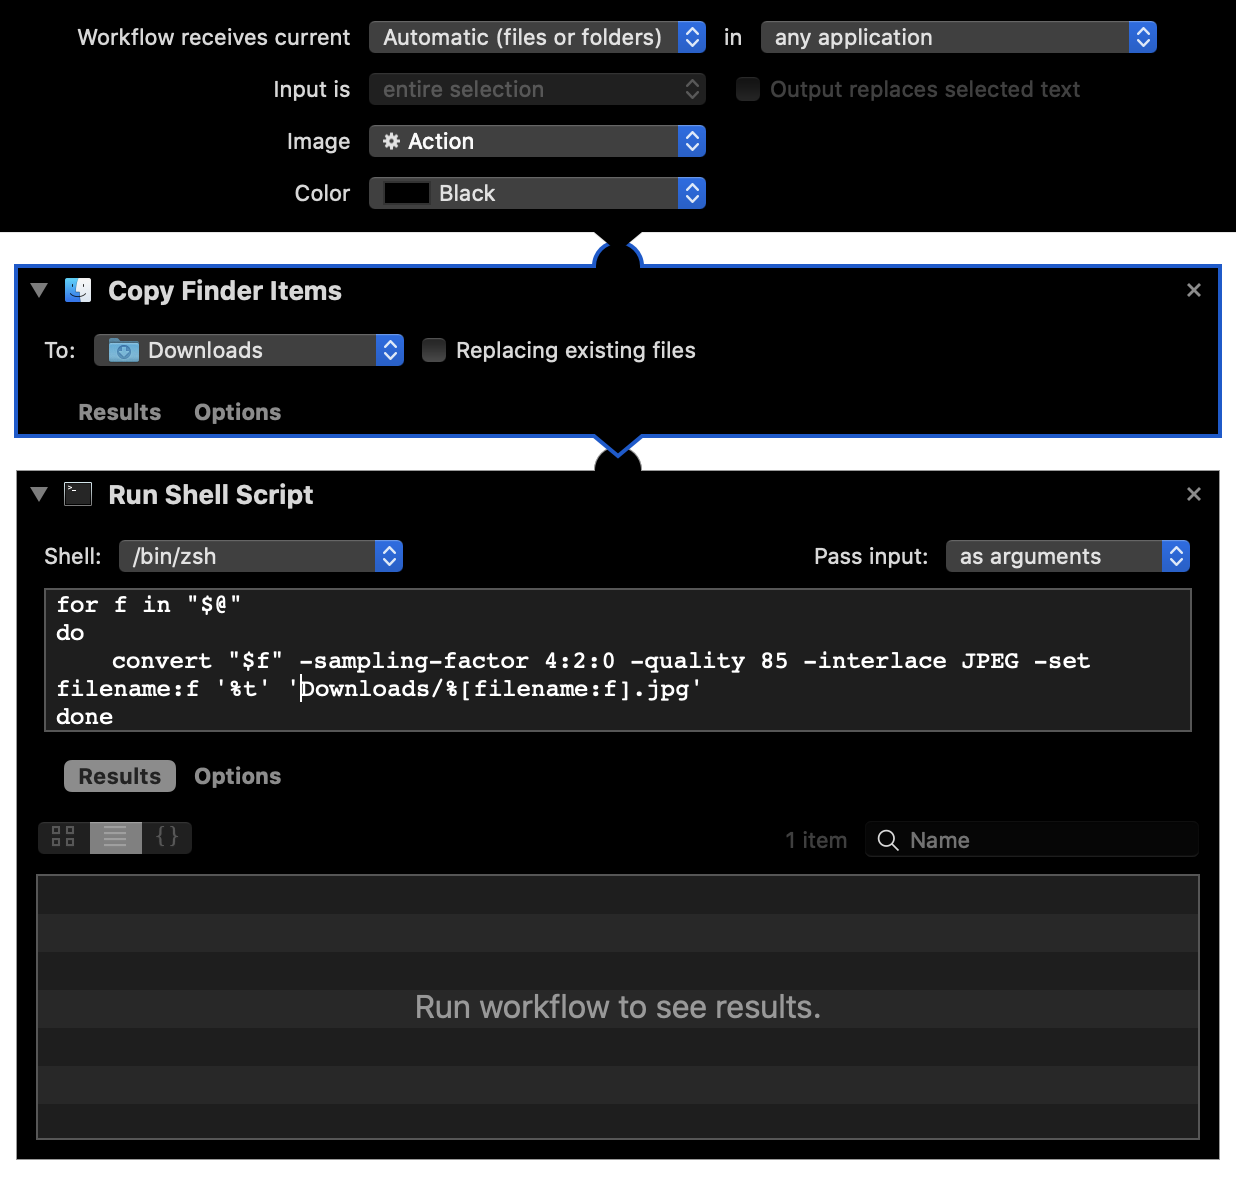 Workflow receives current Automatic (files or folders) in any application
Input is entire selection Output replaces selected text
Image Action
Color Black
Copy Finder Items
To: Downloads Replacing existing files
Results Options
Run Shell Script
Shell: /bin/zsh Pass input: as arguments
for f in "$@"
do
convert "$f" -sampling-factor 4:2:0 -quality 85 -interlace JPEG -set
filename:f '%t' 'Downloads/%[filename:f].jpg'
done
Results Options
1 item Name
Run workflow to see results.